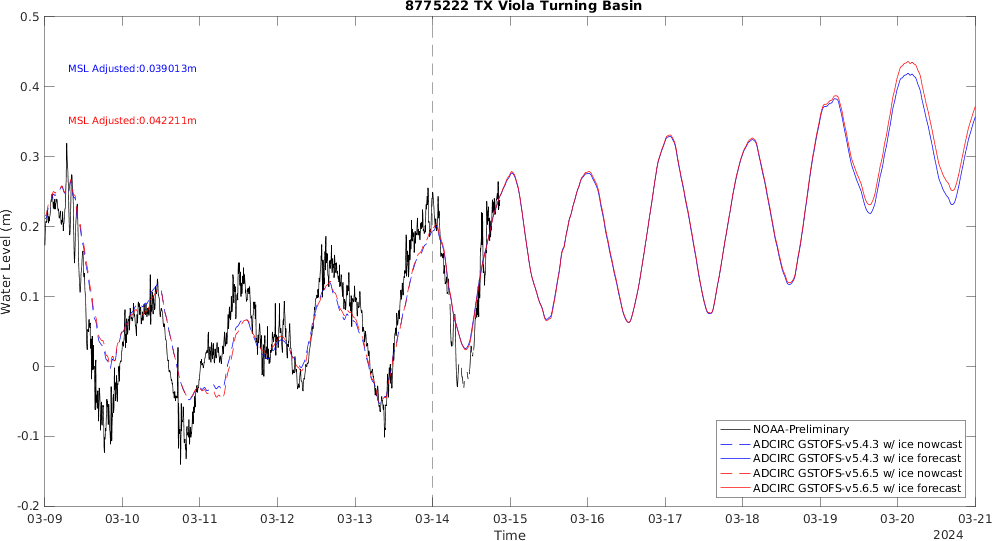 8775222 TX Viola Turning Basin
0.5
0.4
0.3
0.2
0.1
0
-0.1
-0.2
Water Level (m)
MSL Adjusted:0.039013m
MSL Adjusted:0.042211m
NOAA-Preliminary
ADCIRC GSTOFS-v5.4.3 w/ ice nowcast
ADCIRC GSTOFS-v5.4.3 w/ ice forecast
ADCIRC GSTOFS-v5.6.5 w/ ice nowcast
ADCIRC GSTOFS-v5.6.5 w/ ice forecast
03-09 03-10 03-11 03-12 03-13 03-14 03-15 03-16 03-17 03-18 03-19 03-20 03-21
Time
2024